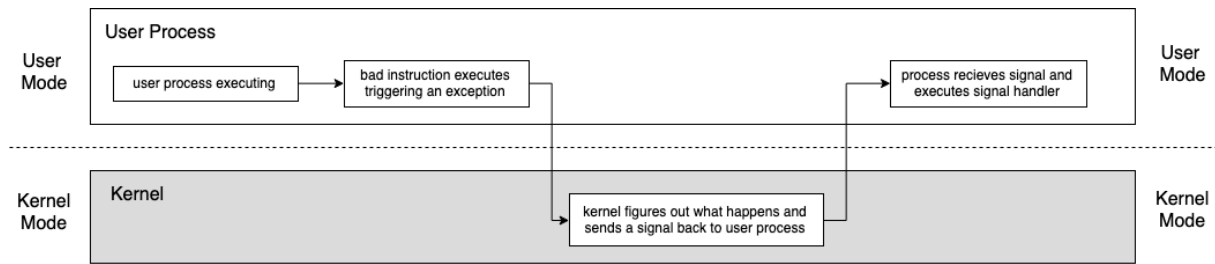 User Process
User
Mode
user process executing
bad instruction executes
triggering an exception
process recieves signal and
executes signal handler
User
Mode
Kernel
Mode
Kernel
kernel figures out what happens and
sends a signal back to user process
Kernel
Mode